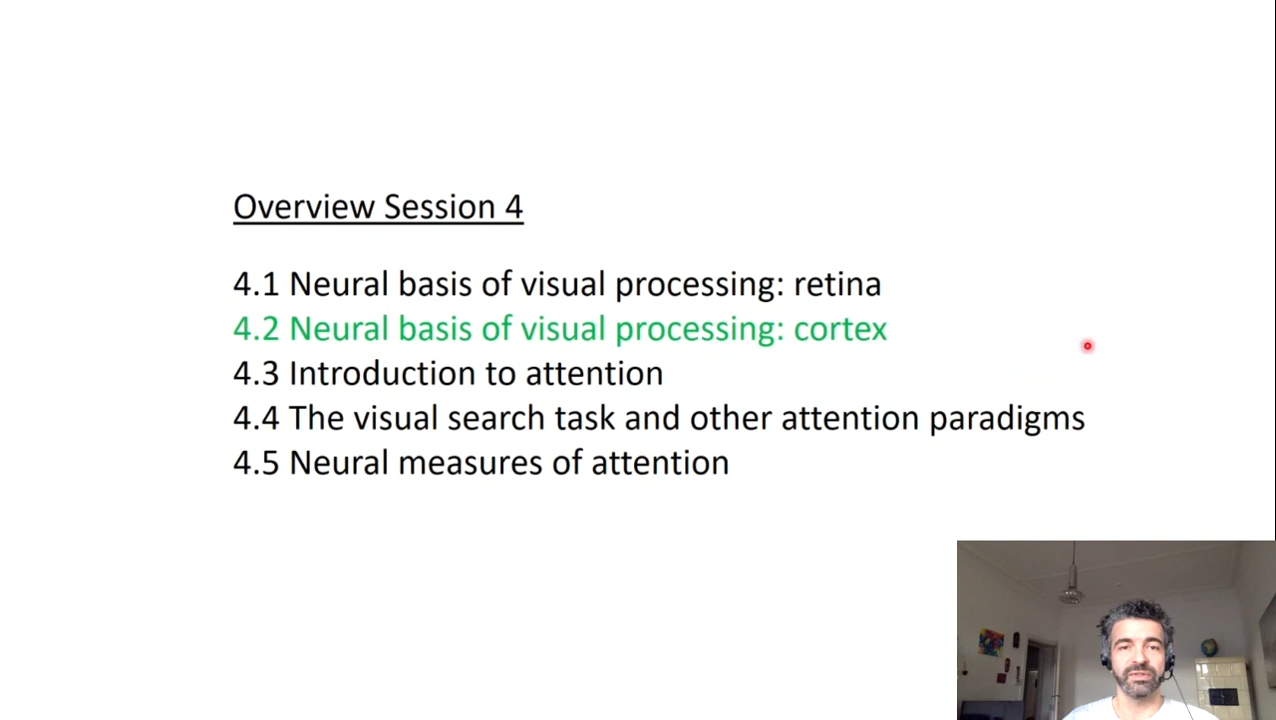 Overview Session 4
4.1 Neural basis of visual processing: retina
4.2 Neural basis of visual processing: cortex
4.3 Introduction to attention
4.4 The visual search task and other attention paradigms
4.5 Neural measures of attention